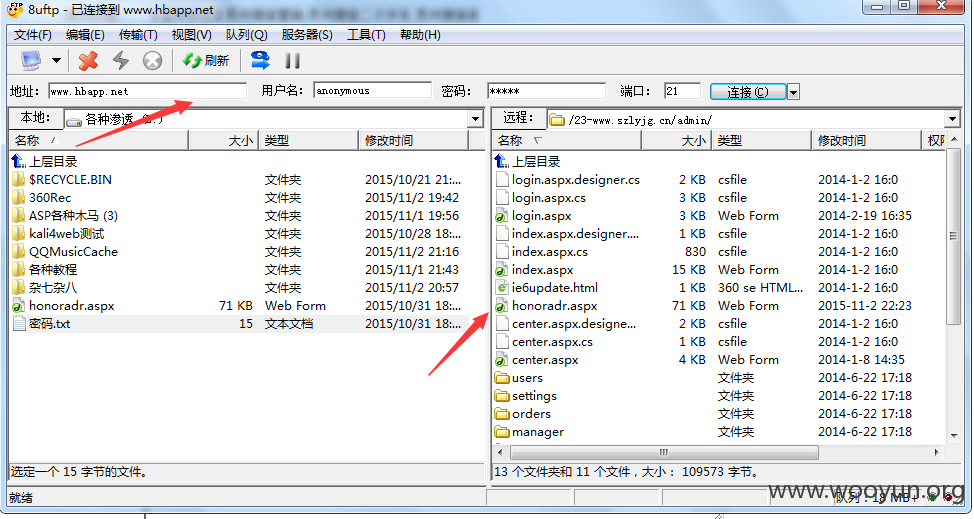 8uftp - 已连接到 www.hbapp.net
文件(F) 编辑(E) 传输(T) 视图(V) 队列(Q) 服务器(S) 工具(T) 帮助(H)
刷新
地址: www.hbapp.net 用户名: anonymous 密码: ***** 端口: 21 连接(C)
本地: 各种渗透
远程: /23-www.szlyjg.cn/admin/
名称 大小 类型 修改时间
上层目录
$RECYCLE.BIN 文件夹 2015/10/21 21:...
360Rec 文件夹 2015/11/2 19:42
ASP各种木马 (3) 文件夹 2015/11/1 19:56
kali4web测试 文件夹 2015/10/28 18:...
QQMusicCache 文件夹 2015/11/2 21:16
各种教程 文件夹 2015/11/1 21:43
杂七杂八 文件夹 2015/11/2 20:57
honoradr.aspx 71 KB Web Form 2015/10/31 18:...
密码.txt 15 文本文档 2015/10/31 18:...
选定一个 15 字节的文件。
名称 大小 类型 修改时间 权限
上层目录
login.aspx.designer.cs 2 KB csfile 2014-1-2 16:0
login.aspx.cs 3 KB csfile 2014-1-2 16:0
login.aspx 3 KB Web Form 2014-2-19 16:35
index.aspx.designer.... 1 KB csfile 2014-1-2 16:0
index.aspx.cs 830 csfile 2014-1-2 16:0
index.aspx 15 KB Web Form 2014-1-2 16:0
ie6update.html 1 KB 360 se HTML... 2014-1-2 16:0
honoradr.aspx 71 KB Web Form 2015-11-2 22:23
center.aspx.designe... 2 KB csfile 2014-1-2 16:0
center.aspx.cs 1 KB csfile 2014-1-2 16:0
center.aspx 4 KB Web Form 2014-1-8 14:35
users 文件夹 2014-6-22 17:18
settings 文件夹 2014-6-22 17:18
orders 文件夹 2014-6-22 17:18
manager 文件夹 2014-6-22 17:18
13 个文件夹和 11 个文件，大小： 109573 字节。
就绪
队列: 18 MB+
www.wooyun.org